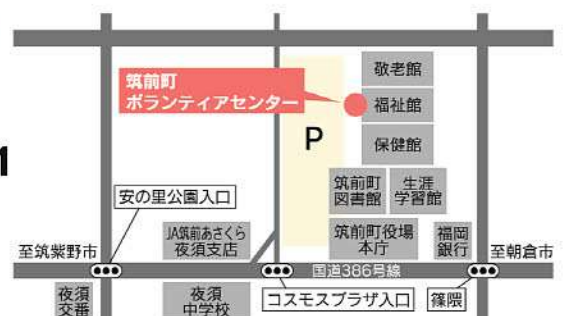 敬老館
筑前町
ボランティアセンター
福祉館
P
保健館
1
筑前町
図書館
生涯
学習館
安の里公園入口
JA筑前あさくら
夜須支店
筑前町役場
本庁
福岡
銀行
至筑紫野市
至朝倉市
国道386号線
夜須
交番
夜須
中学校
コスモスプラザ入口
篠隈